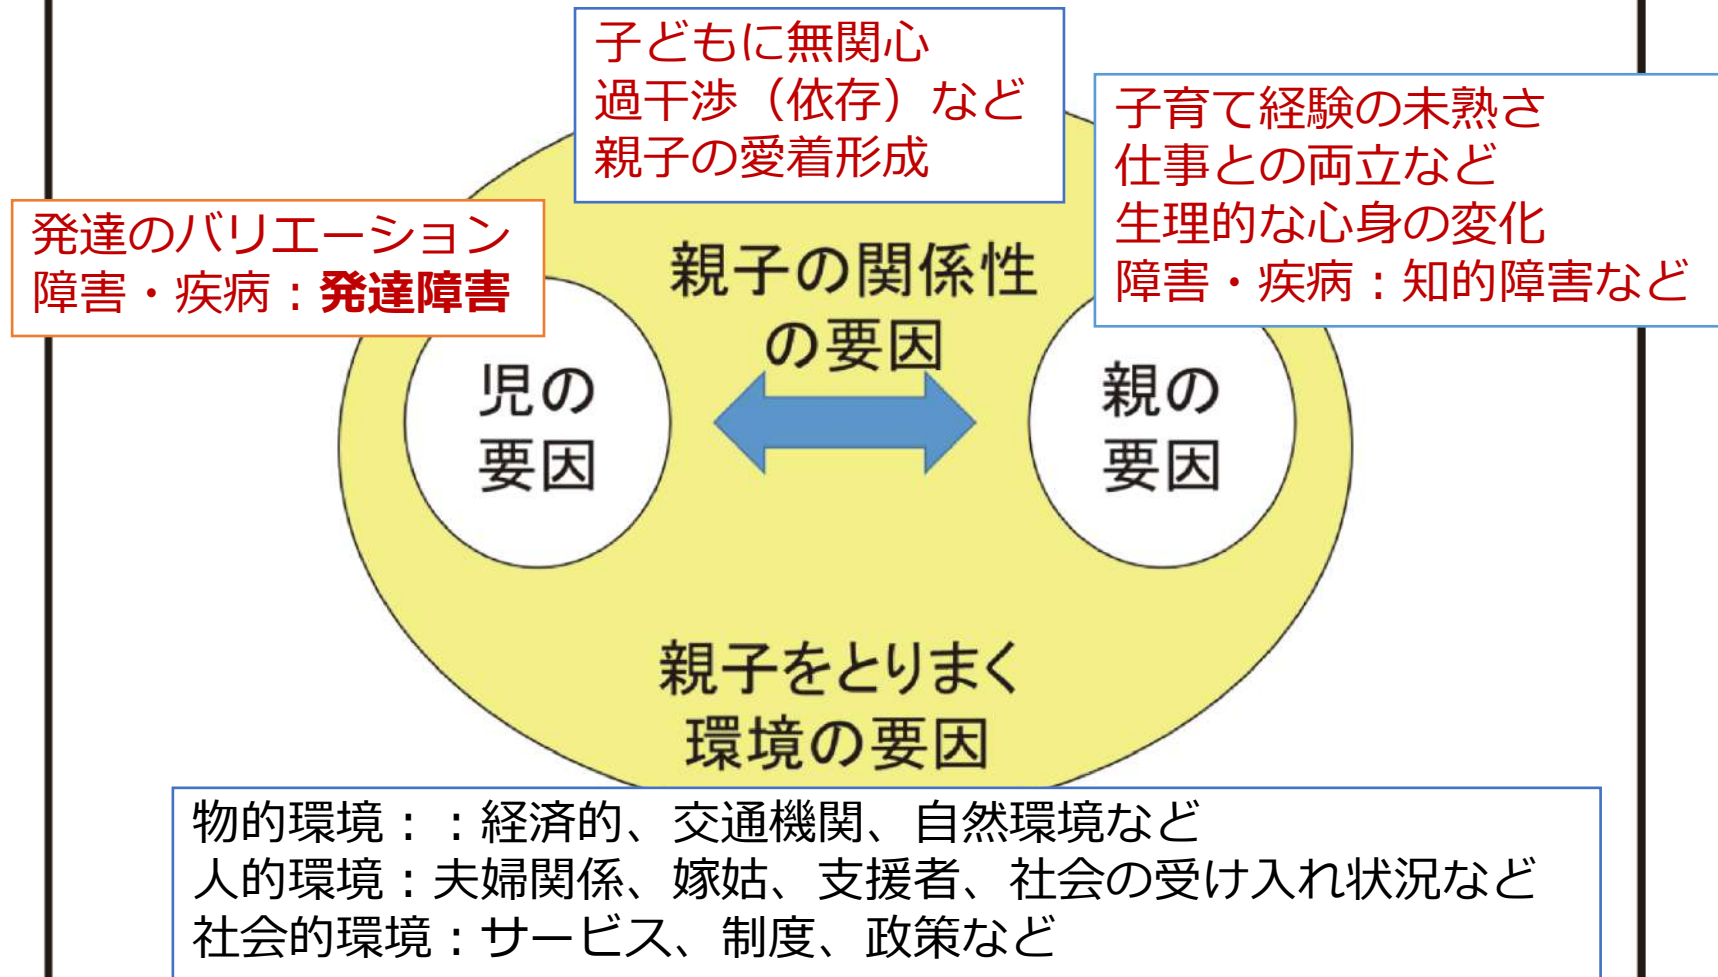 子どもに無関心
過干渉（依存）など
親子の愛着形成
子育て経験の未熟さ
仕事との両立など
生理的な心身の変化
障害・疾病：知的障害など
発達のバリエーション
障害・疾病：発達障害
親子の関係性
の要因
児の
要因
親の
要因
親子をとりまく
環境の要因
物的環境：：経済的、交通機関、自然環境など
人的環境：夫婦関係、嫁姑、支援者、社会の受け入れ状況など
社会的環境：サービス、制度、政策など